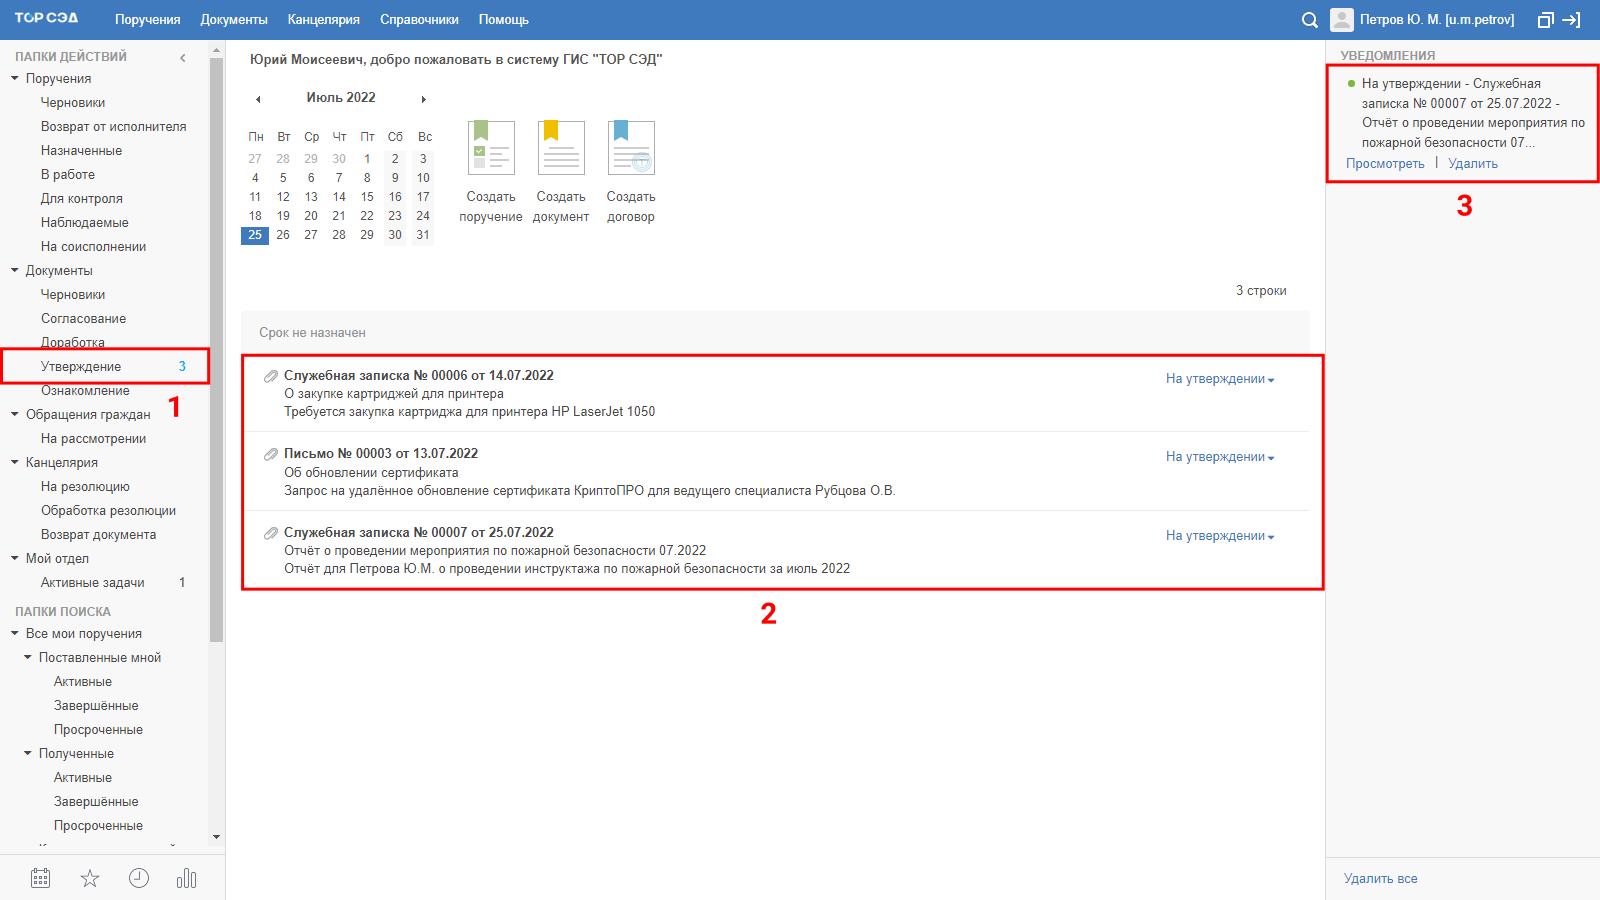 ТОР СЭД
Поручения Документы Канцелярия Справочники Помощь
Петров Ю. М. [u.m.petrov]
ПАПКИ ДЕЙСТВИЙ
Поручения
Черновики
Возврат от исполнителя
Назначенные
В работе
Для контроля
Наблюдаемые
На соисполнении
Документы
Черновики
Согласование
Доработка
Утверждение 3
Ознакомление
1
Обращения граждан
На рассмотрении
Канцелярия
На резолюцию
Обработка резолюции
Возврат документа
Мой отдел
Активные задачи 1
ПАПКИ ПОИСКА
Все мои поручения
Поставленные мной
Активные
Завершённые
Просроченные
Полученные
Активные
Завершённые
Просроченные
Юрий Моисеевич, добро пожаловать в систему ГИС "ТОР СЭД"
Июль 2022
Пн Вт Ср Чт Пт Сб Вс
27 28 29 30 1 2 3
4 5 6 7 8 9 10
11 12 13 14 15 16 17
18 19 20 21 22 23 24
25 26 27 28 29 30 31
Создать поручение
Создать документ
Создать договор
3 строки
Срок не назначен
Служебная записка № 00006 от 14.07.2022
На утверждении
О закупке картриджей для принтера
Требуется закупка картриджа для принтера HP LaserJet 1050
Письмо № 00003 от 13.07.2022
На утверждении
Об обновлении сертификата
Запрос на удалённое обновление сертификата КриптоПРО для ведущего специалиста Рубцова О.В.
Служебная записка № 00007 от 25.07.2022
На утверждении
Отчёт о проведении мероприятия по пожарной безопасности 07.2022
Отчёт для Петрова Ю.М. о проведении инструктажа по пожарной безопасности за июль 2022
2
УВЕДОМЛЕНИЯ
На утверждении - Служебная
записка № 00007 от 25.07.2022 -
Отчёт о проведении мероприятия по
пожарной безопасности 07...
Просмотреть | Удалить
3
Удалить все